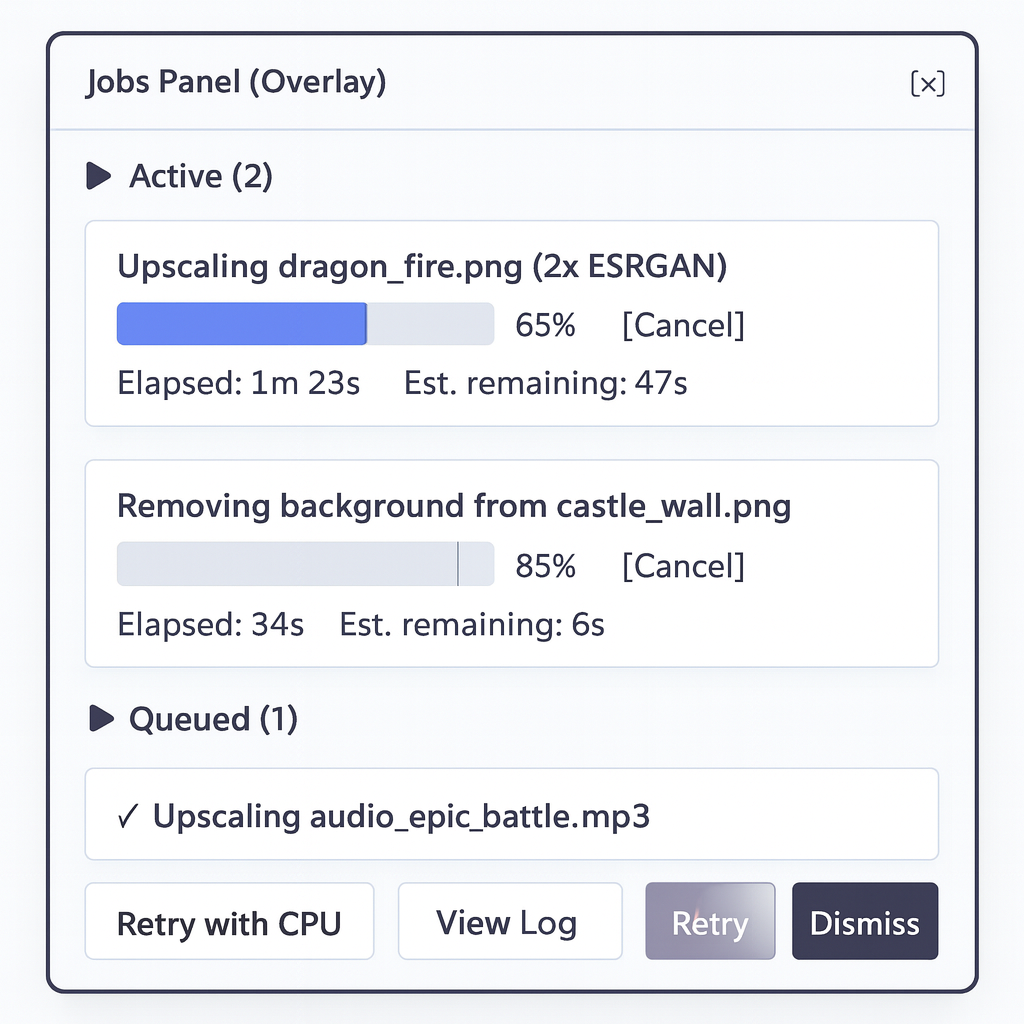 Jobs Panel (Overlay) [×]
▶ Active (2)
Upscaling dragon_fire.png (2x ESRGAN)
65% [Cancel]
Elapsed: 1m 23s Est. remaining: 47s
Removing background from castle_wall.png
85% [Cancel]
Elapsed: 34s Est. remaining: 6s
▶ Queued (1)
✓ Upscaling audio_epic_battle.mp3
Retry with CPU View Log Retry Dismiss